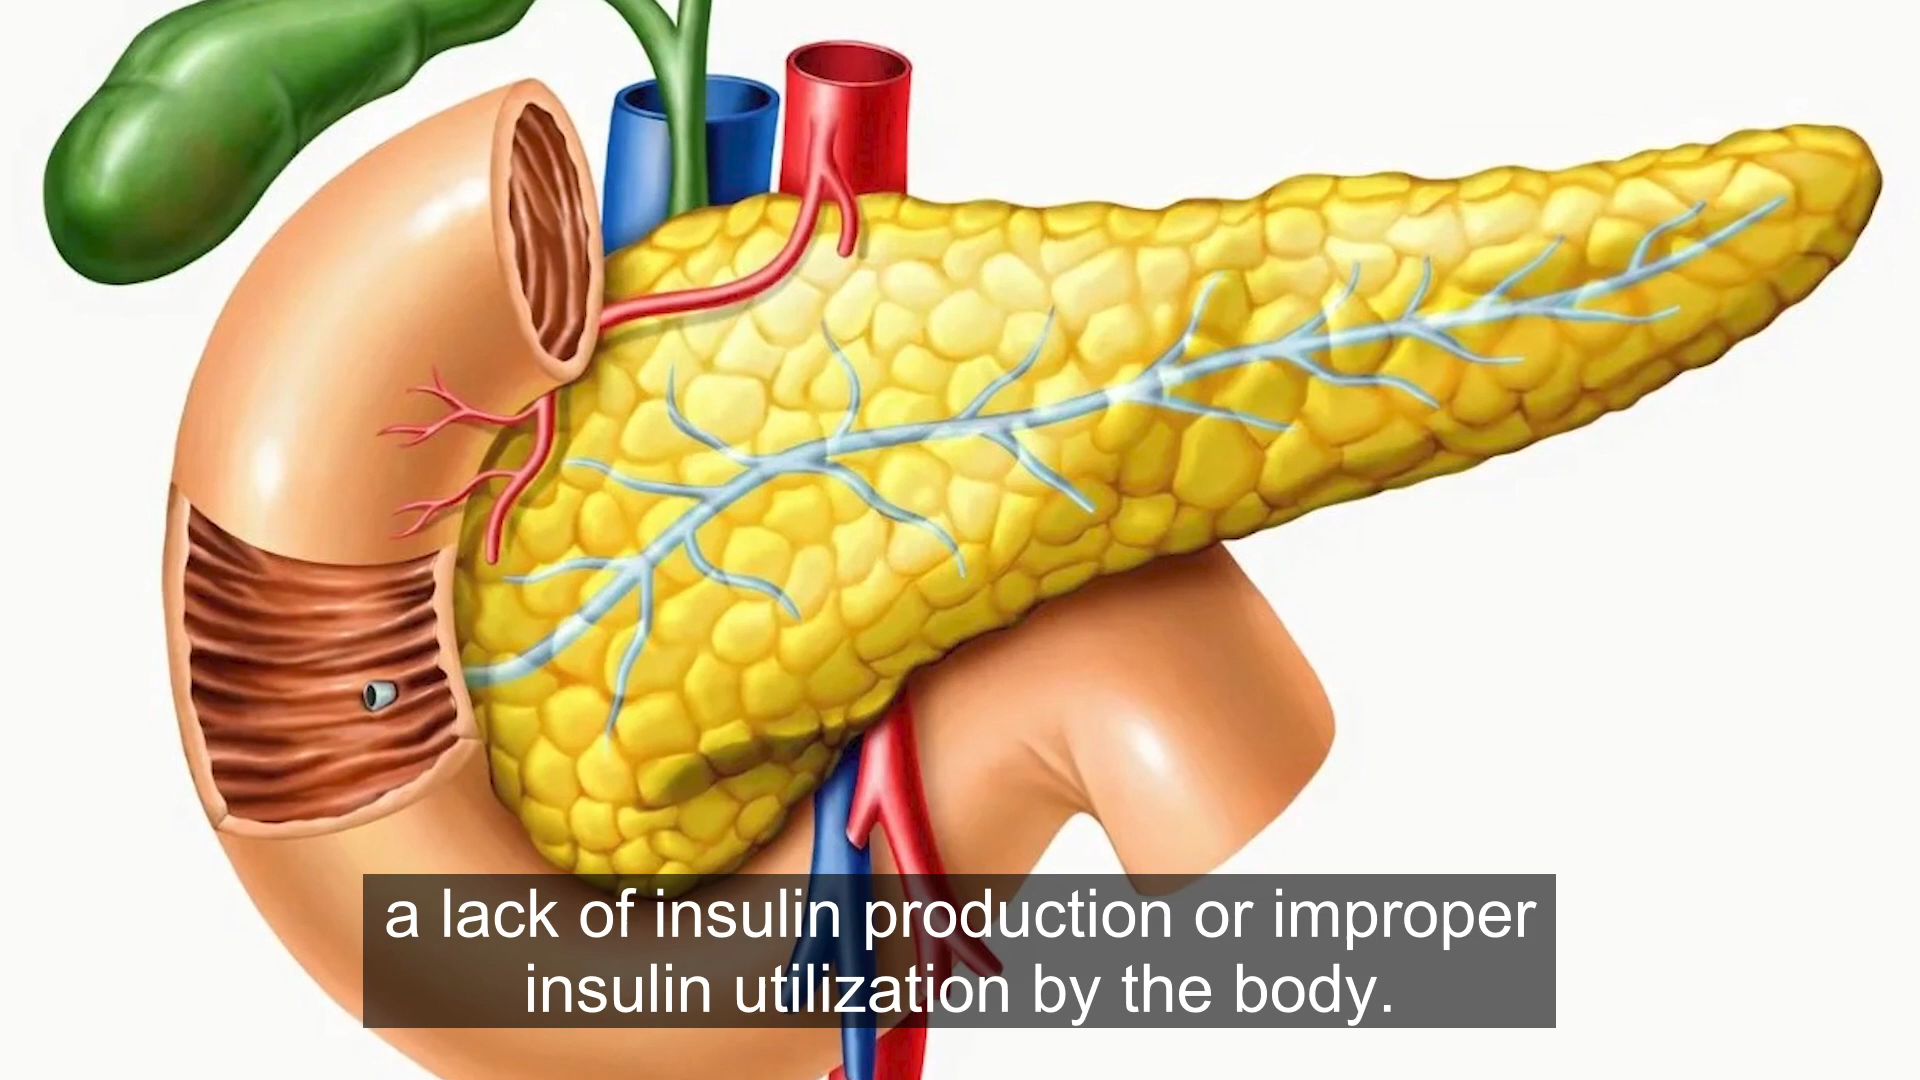 a lack of insulin production or improper
insulin utilization by the body.